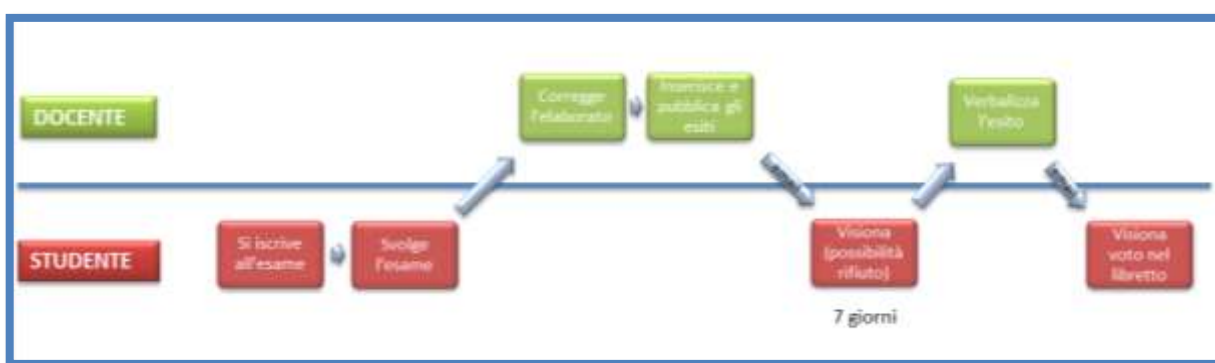 DOCENTE
Corregge
l'elaborato
Inserisce e
pubblica gli
esiti
Verbalizza
l'esito
STUDENTE
Si iscrive
all'esame
Svolge
l'esame
Visiona
(possibilità
rifiuto)
7 giorni
Visiona
voto nel
libretto